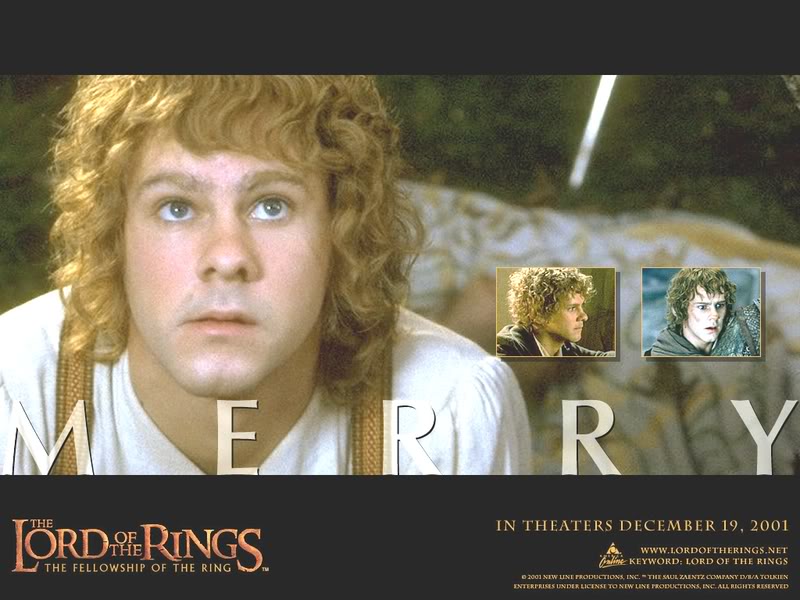 MERRY
THE
LORD OF THE RINGS™
THE FELLOWSHIP OF THE RING
IN THEATERS DECEMBER 19, 2001
WWW.LORDOFTHERINGS.NET
KEYWORD: LORD OF THE RINGS
© 2001 NEW LINE PRODUCTIONS, INC. ™ THE SAUL ZAENTZ COMPANY D/B/A TOLKIEN
ENTERPRISES UNDER LICENSE TO NEW LINE PRODUCTIONS, INC. ALL RIGHTS RESERVED